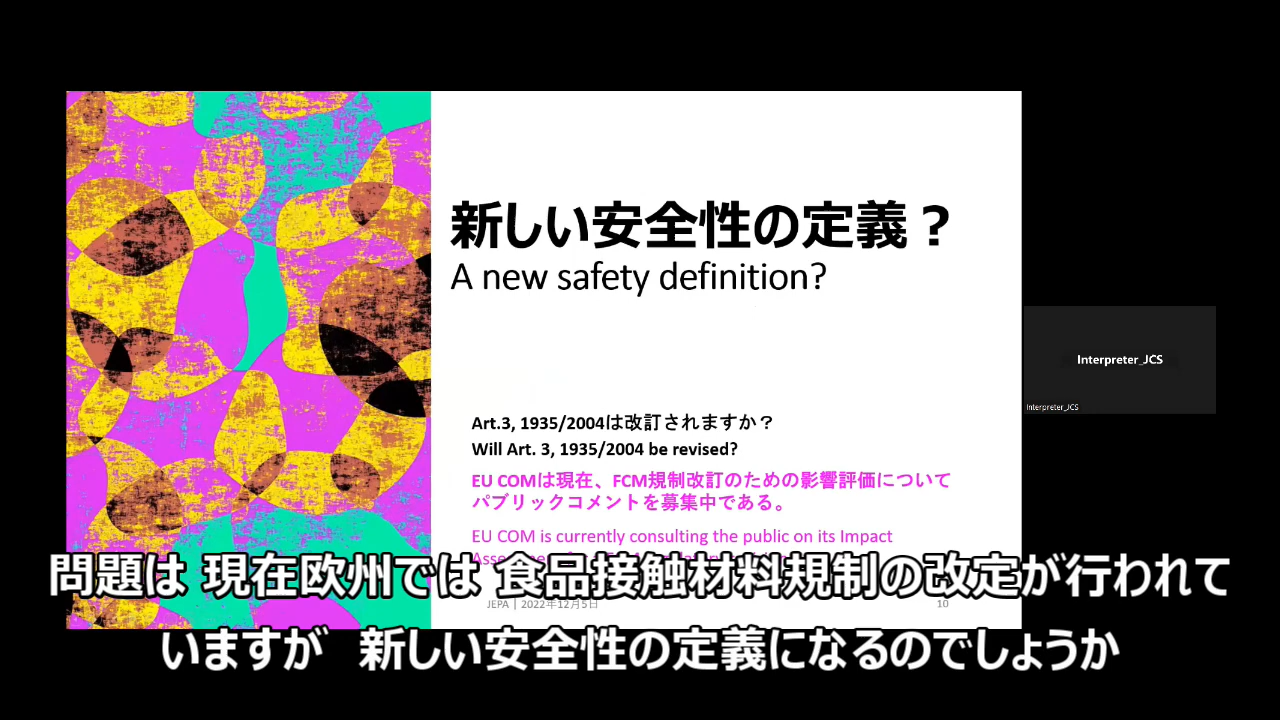 新しい安全性の定義？
A new safety definition?
Art.3, 1935/2004は改訂されますか？
Will Art. 3, 1935/2004 be revised?
EU COMは現在、FCM規制改訂のための影響評価について
パブリックコメントを募集中である。
EU COM is currently consulting the public on its Impact
JEPA | 2022年12月5日
10
Interpreter_JCS
Interpreter_JCS
問題は 現在欧州では 食品接触材料規制の改定が行われて
いますが 新しい安全性の定義になるのでしょうか